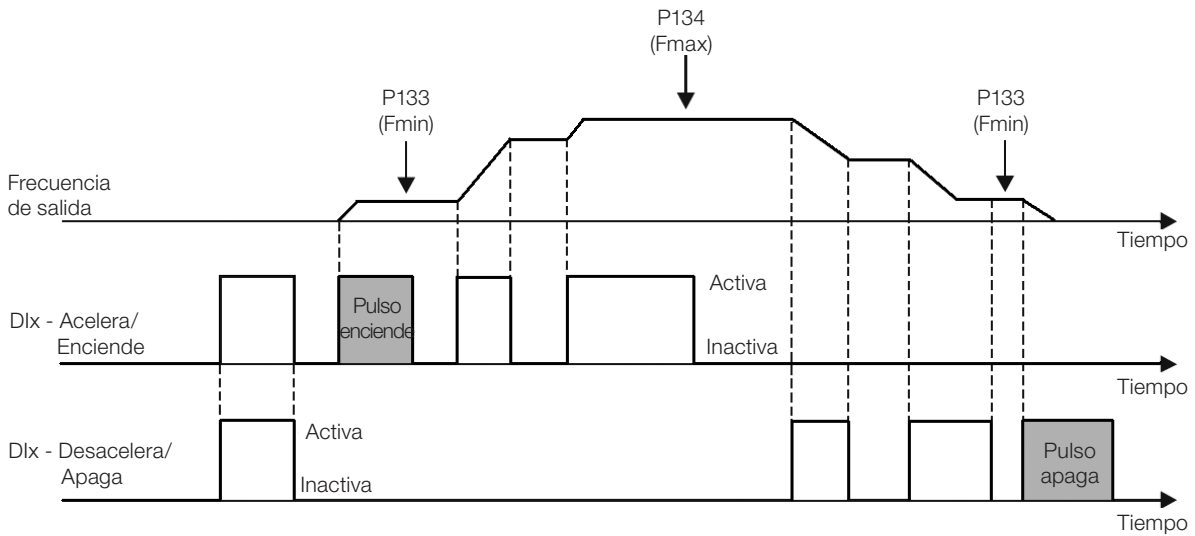 P134
(Fmax)
P133
(Fmin)
P133
(Fmin)
Frecuencia
de salida
Tiempo
DIx - Acelera/
Enciende
Pulso
enciende
Activa
Inactiva
Tiempo
DIx - Desacelera/
Apaga
Activa
Inactiva
Pulso
apaga
Tiempo